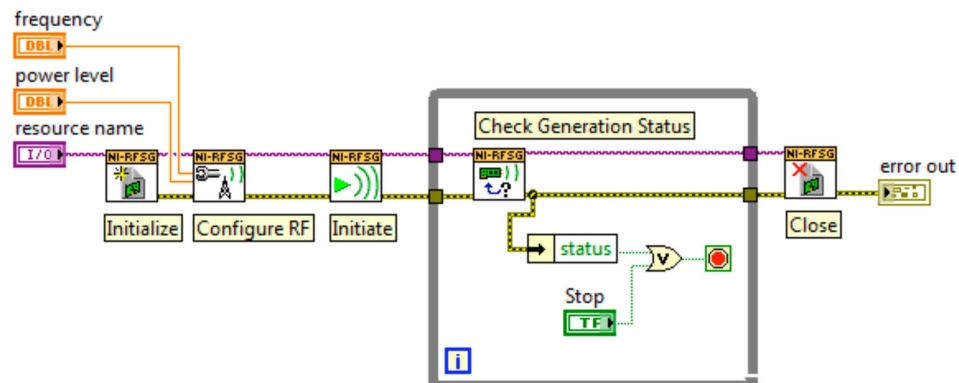 frequency
DBL
power level
DBL
resource name
I/O
NI-RFSG
Initialize
NI-RFSG
Configure RF
NI-RFSG
Initiate
Check Generation Status
NI-RFSG
?
status
V
Stop
TF
i
NI-RFSG
Close
error out